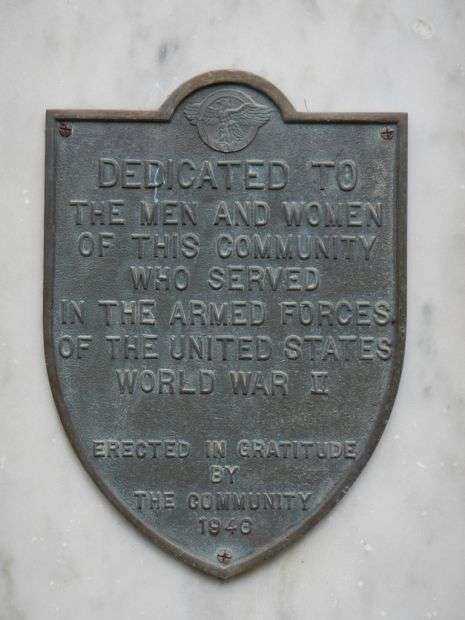 DEDICATED TO
THE MEN AND WOMEN
OF THIS COMMUNITY
WHO SERVED
IN THE ARMED FORCES
OF THE UNITED STATES
WORLD WAR II
ERECTED IN GRATITUDE
BY
THE COMMUNITY
1946